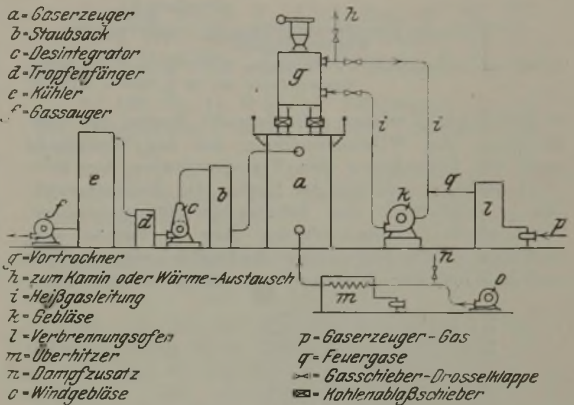 a=Gaserzeuger
b=Staubsack
c=Desintegrator
d=Tropfenfänger
e=Kühler
f=Gassauger
h
g
i
i
e
d
c
b
a
k
q
l
f
p
n
m
o
g=Vortrockner
h=zum Kamin oder Wärme-Austausch
i=Heißgasleitung
k=Gebläse
l=Verbrennungsofen
m=Überhitzer
n=Dampfzusatz
c=Windgebläse
p=Gaserzeuger-Gas
q=Feuergase
=Gasschieber-Drosselklappe
=Kohlenablaßschieber